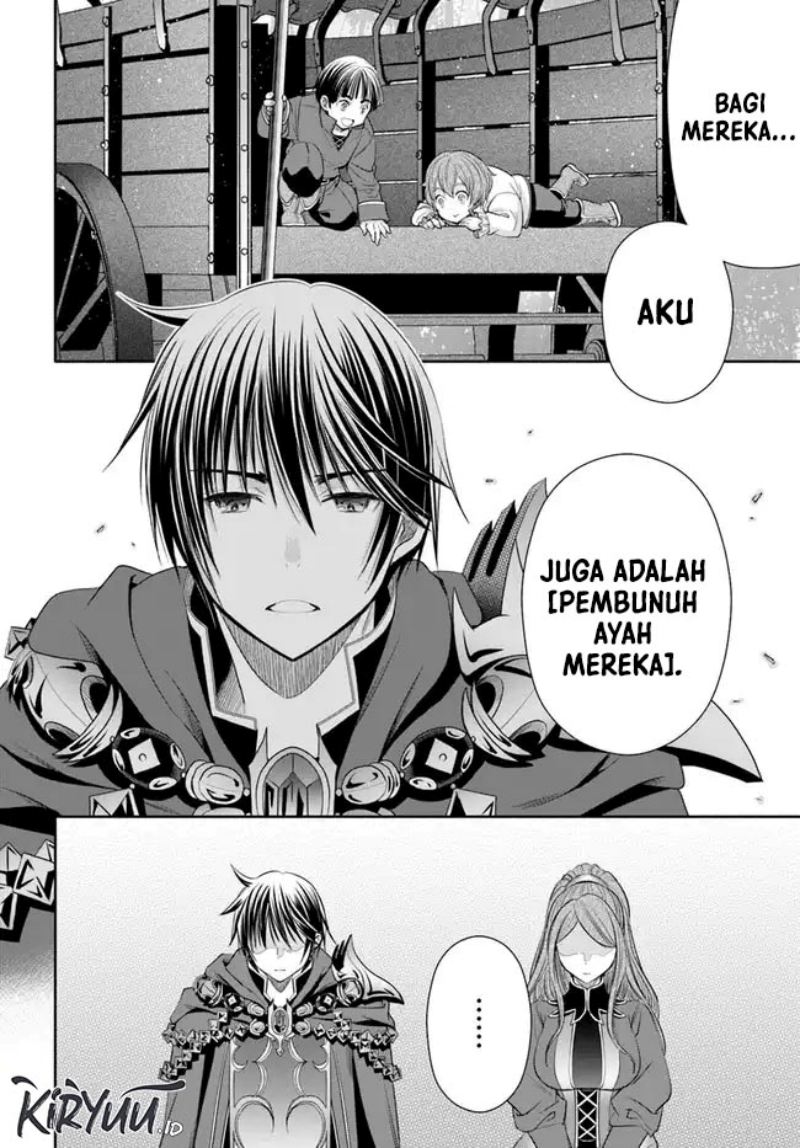 BAGI
MEREKA...
AKU
JUGA ADALAH
[PEMBUNUH
AYAH
MEREKA].
......
KIRYUU.ID